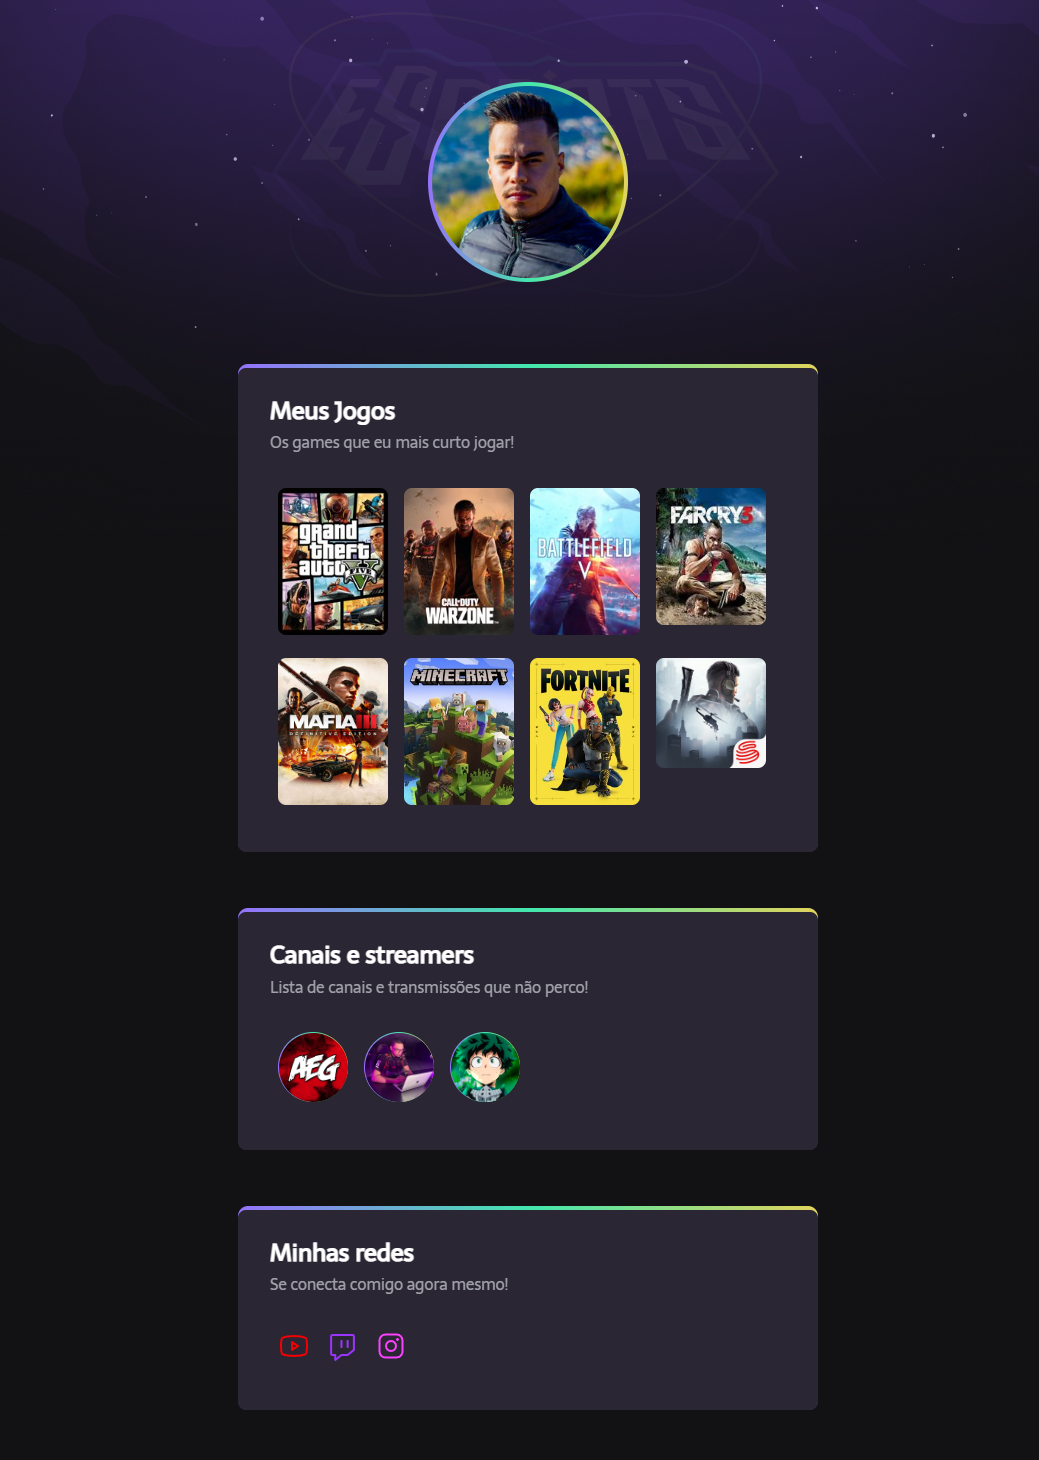 ESPORTS
Meus Jogos
Os games que eu mais curto jogar!
grand
theft
auto V
FIVE
CALL OF DUTY
WARZONE
BATTLEFIELD
V
FARCRY3
MAFIA III
DEFINITIVE EDITION
MINECRAFT
FORTNITE
Canais e streamers
Lista de canais e transmissões que não perco!
AEG
Minhas redes
Se conecta comigo agora mesmo!